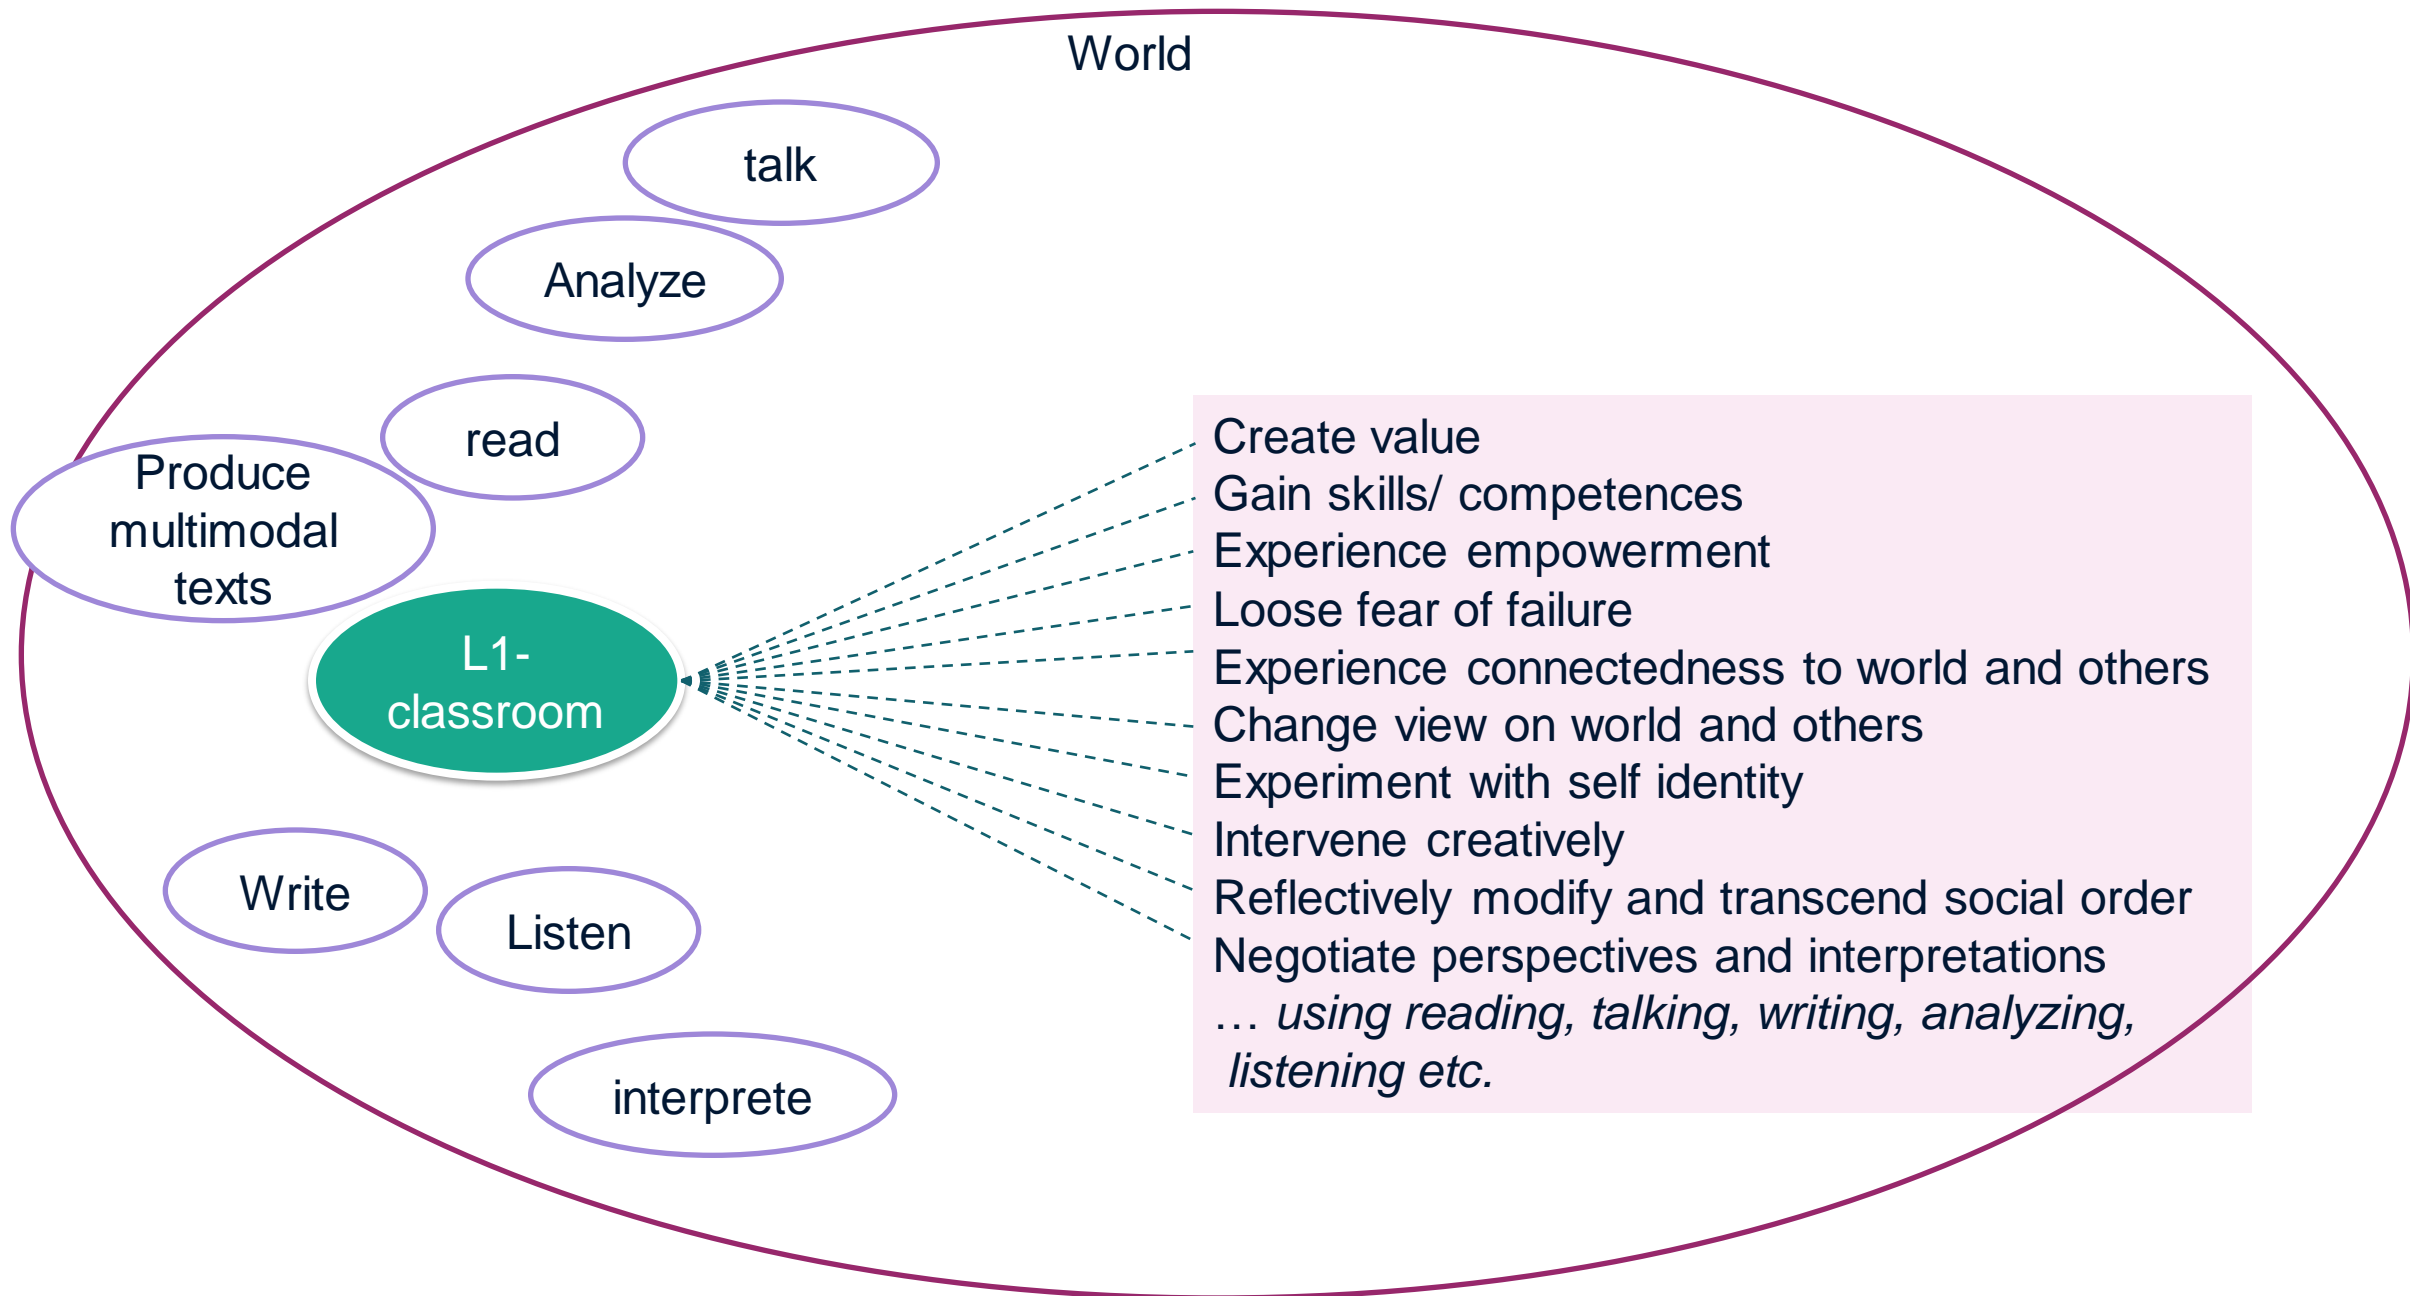 World
talk
Analyze
read
Produce
multimodal
texts
L1-
classroom
Write
Listen
interprete
Create value
Gain skills/ competences
Experience empowerment
Loose fear of failure
Experience connectedness to world and others
Change view on world and others
Experiment with self identity
Intervene creatively
Reflectively modify and transcend social order
Negotiate perspectives and interpretations
… using reading, talking, writing, analyzing,
listening etc.